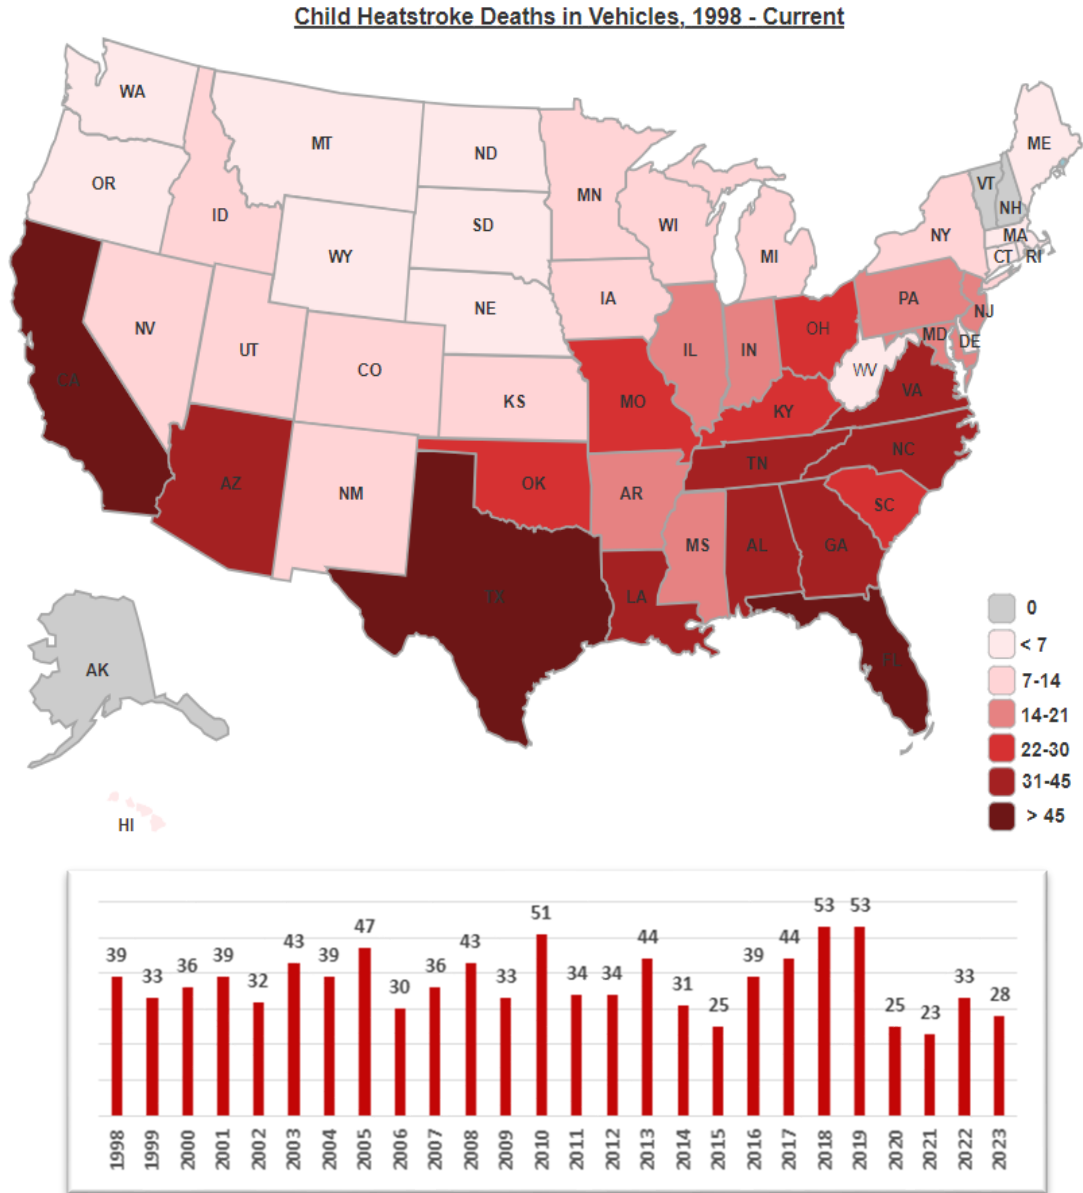 Child Heatstroke Deaths in Vehicles, 1998 - Current
WA
MT
ND
MN
ME
VT
NH
OR
ID
SD
WI
NY
MA
WY
MI
CT
RI
NE
IA
PA
NJ
NV
UT
CO
IL
IN
OH
MD
DE
CA
KS
MO
KY
WV
VA
AZ
NM
OK
AR
TN
NC
SC
MS
AL
GA
TX
LA
FL
AK
HI
0
< 7
7-14
14-21
22-30
31-45
> 45
39 33 36 39 32 43 39 47 30 36 43 33 51 34 34 44 31 25 39 44 53 53 25 23 33 28
1998 1999 2000 2001 2002 2003 2004 2005 2006 2007 2008 2009 2010 2011 2012 2013 2014 2015 2016 2017 2018 2019 2020 2021 2022 2023